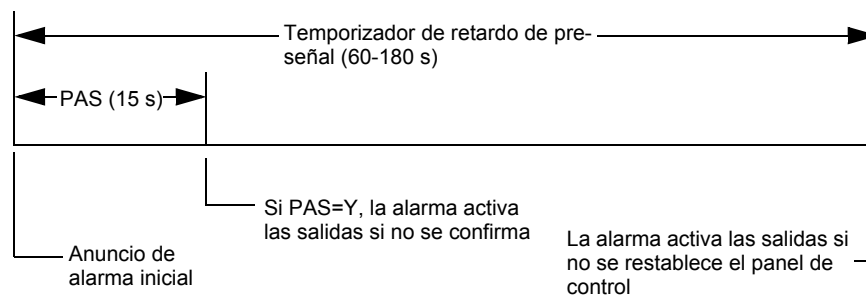 Temporizador de retardo de pre-
señal (60-180 s)
PAS (15 s)
Si PAS=Y, la alarma activa
las salidas si no se confirma
Anuncio de
alarma inicial
La alarma activa las salidas si
no se restablece el panel de
control